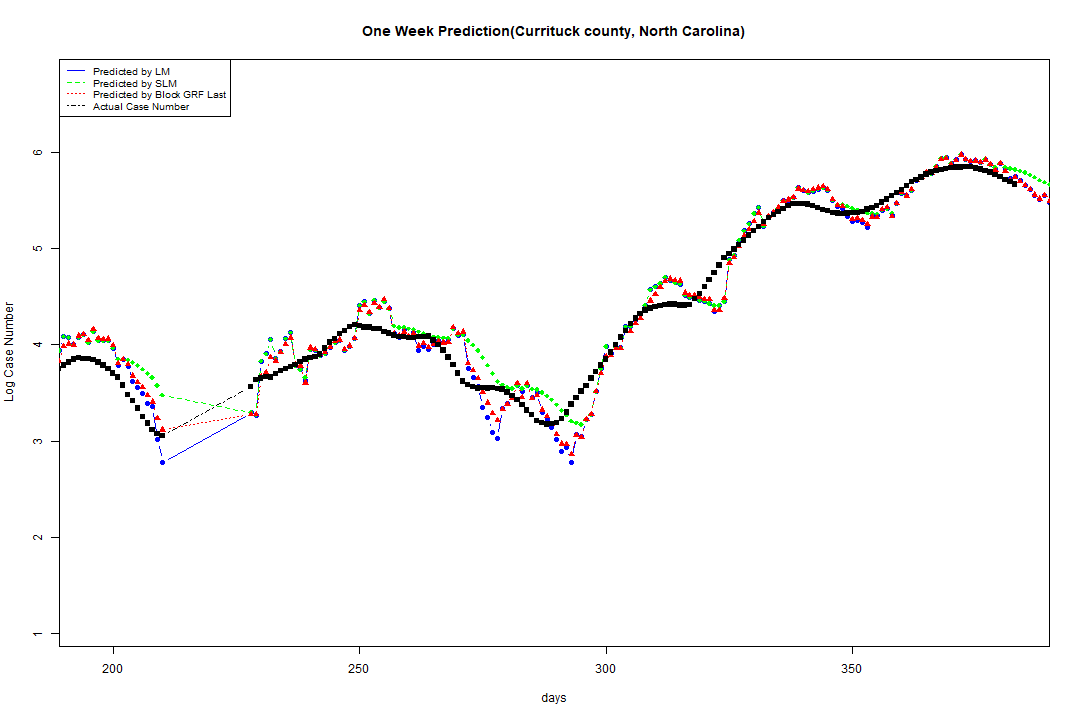 One Week Prediction(Currituck county, North Carolina)
Predicted by LM
Predicted by SLM
Predicted by Block GRF Last
Actual Case Number
Log Case Number
6
5
4
3
2
1
200 250 300 350
days